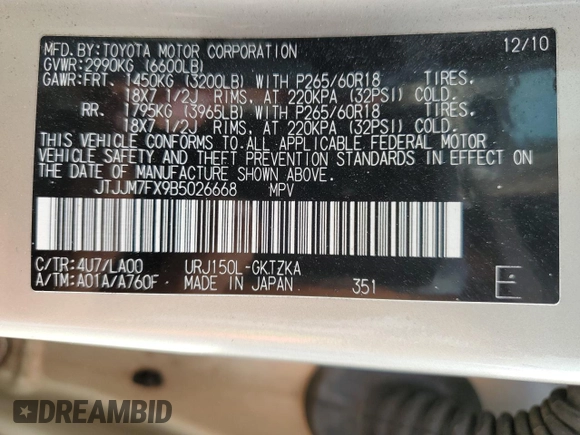 MFD.BY:TOYOTA MOTOR CORPORATION 12/10
GVWR:2990KG (6600LB)
GAWR:FRT. 1450KG (3200LB) WITH P265/60R18 TIRES.
18X7 1/2J RIMS, AT 220KPA (32PSI) COLD.
RR. 1795KG (3965LB) WITH P265/60R18 TIRES.
18X7 1/2J RIMS, AT 220KPA (32PSI) COLD.
THIS VEHICLE CONFORMS TO ALL APPLICABLE FEDERAL MOTOR
VEHICLE SAFETY AND THEFT PREVENTION STANDARDS IN EFFECT ON
THE DATE OF MANUFACTURE SHOWN ABOVE.
JTJJM7FX9B5026668 MPV
C/TR:4U7/LA00 URJ150L-GKTZKA
A/TM:A01A/A760F MADE IN JAPAN 351 E
DREAMBID